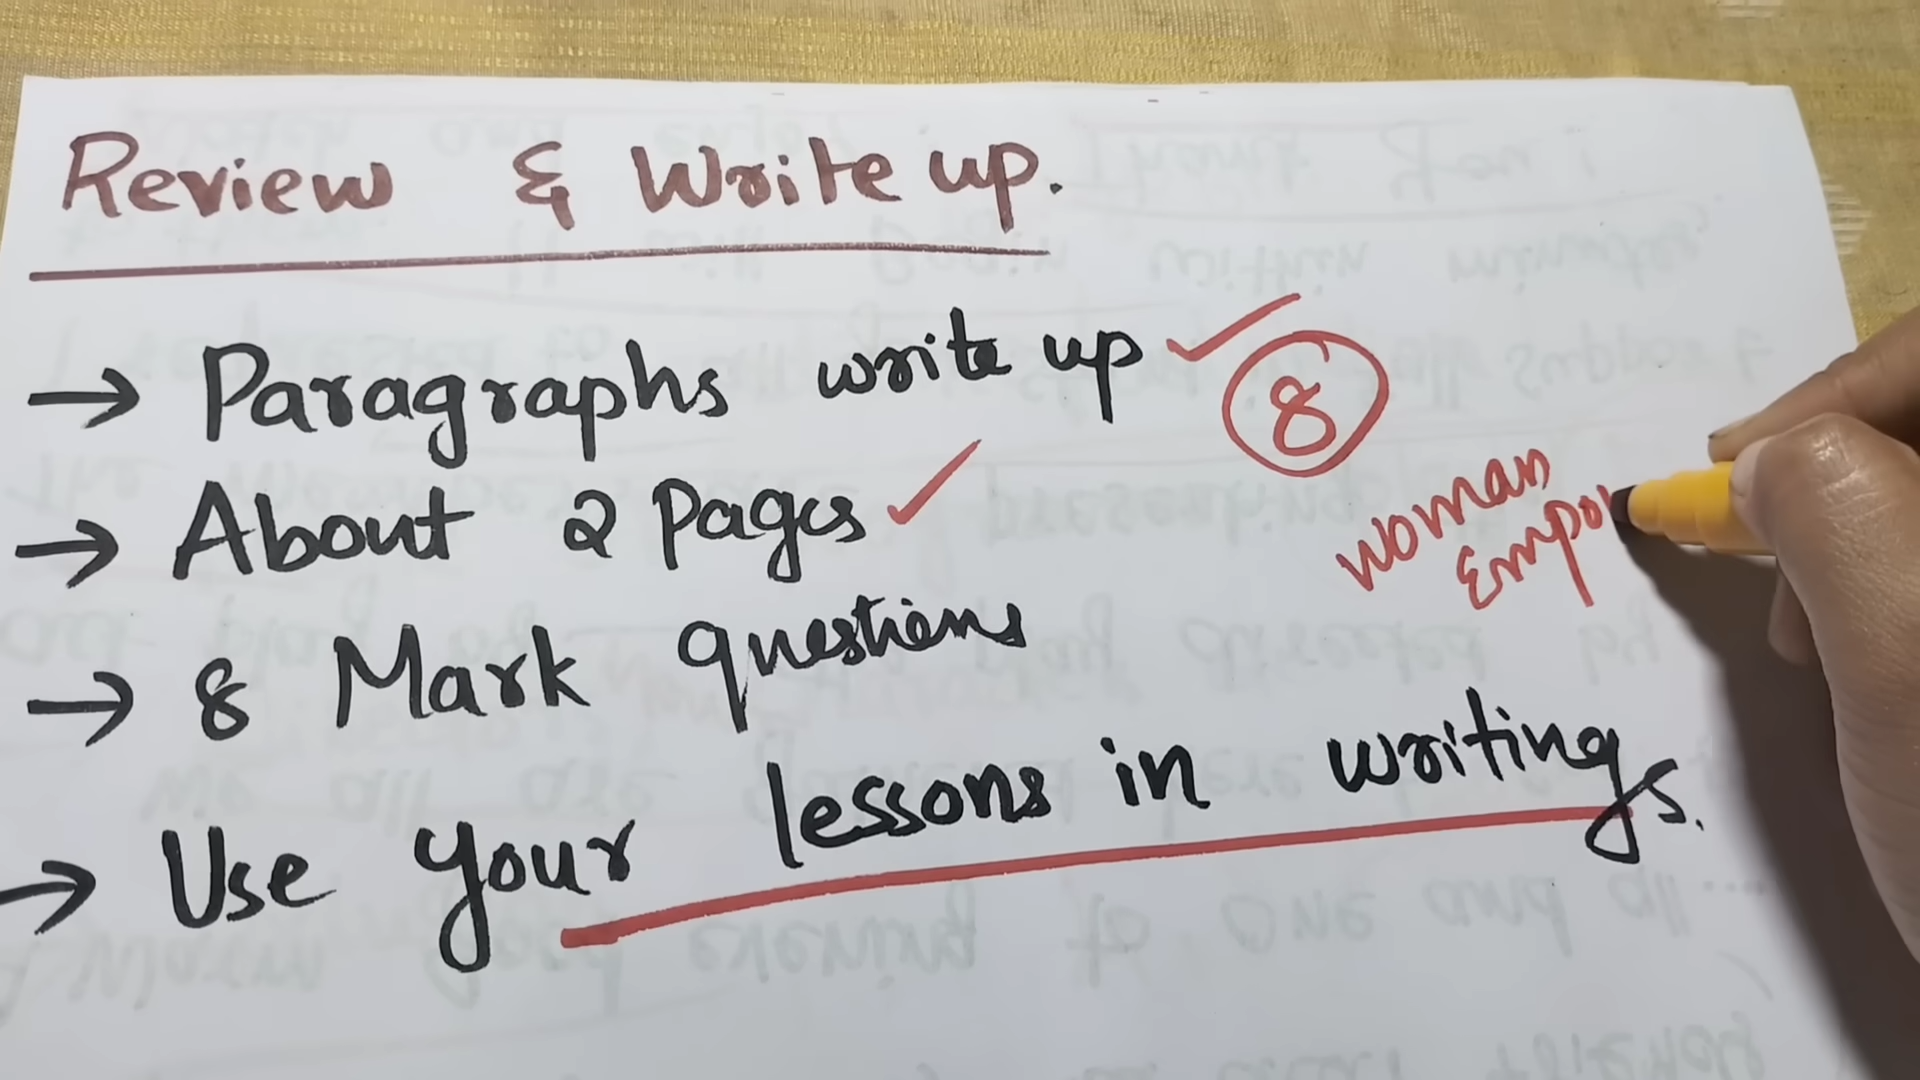 Review & Write up.
→ Paragraphs write up ✓ 8
→ About 2 Pages ✓
→ 8 Mark questions
→ Use your lessons in writings.
woman
Empo